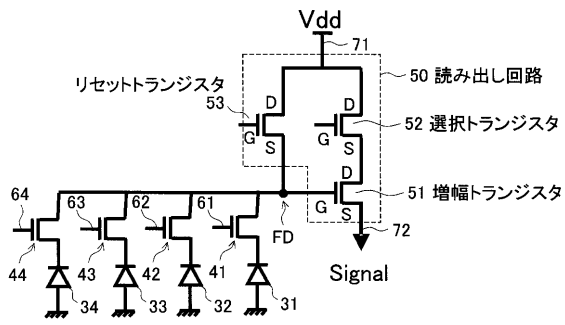 Vdd
71
50 読み出し回路
リセットトランジスタ
53
D
G
S
D
G
S
52 選択トランジスタ
D
G
S
51 増幅トランジスタ
72
FD
Signal
64
63
62
61
44
43
42
41
34
33
32
31